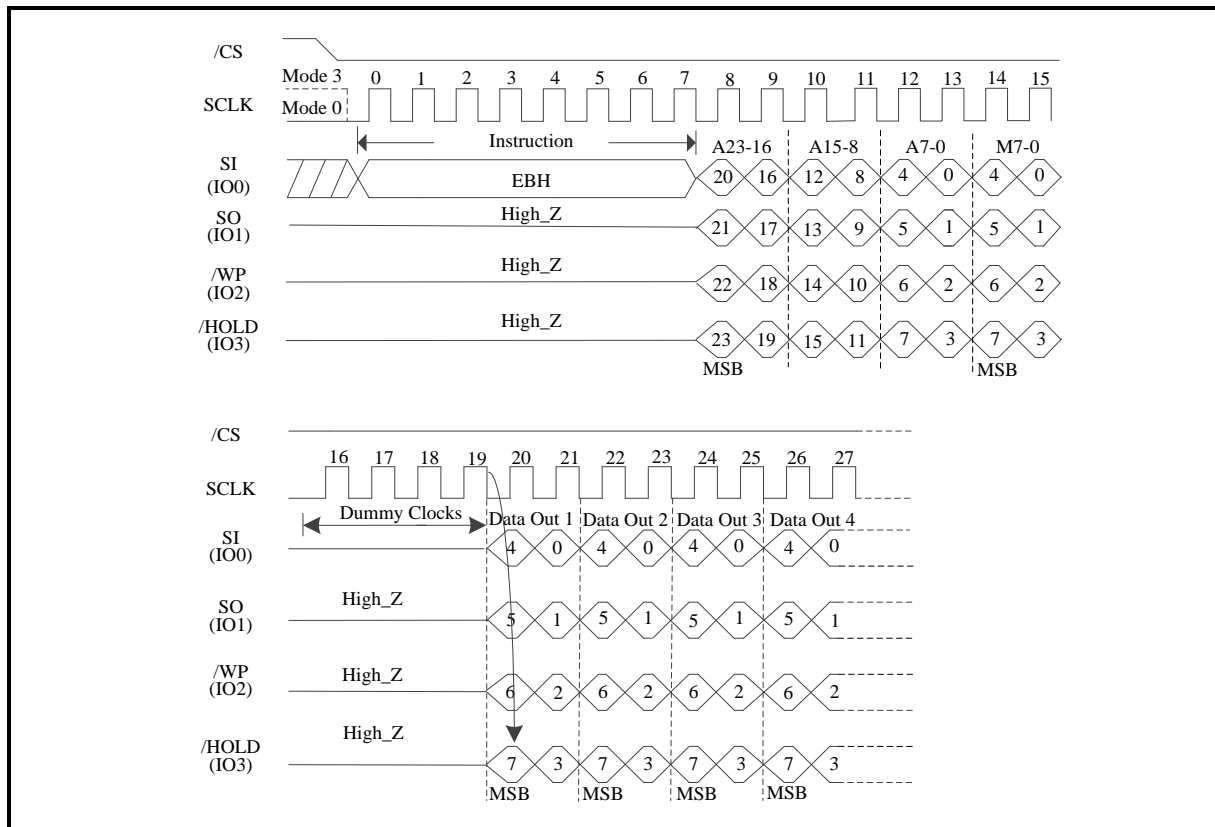 /CS
Mode 3 0 1 2 3 4 5 6 7 8 9 10 11 12 13 14 15
SCLK Mode 0
Instruction A23-16 A15-8 A7-0 M7-0
SI
(IO0) EBH 20 16 12 8 4 0 4 0
SO
(IO1) High_Z 21 17 13 9 5 1 5 1
/WP
(IO2) High_Z 22 18 14 10 6 2 6 2
/HOLD
(IO3) High_Z 23 19 15 11 7 3 7 3
MSB MSB
/CS
16 17 18 19 20 21 22 23 24 25 26 27
SCLK
Dummy Clocks Data Out 1 Data Out 2 Data Out 3 Data Out 4
SI
(IO0) 4 0 4 0 4 0 4 0
SO
(IO1) High_Z 5 1 5 1 5 1 5 1
/WP
(IO2) High_Z 6 2 6 2 6 2 6 2
/HOLD
(IO3) High_Z 7 3 7 3 7 3 7 3
MSB MSB MSB MSB